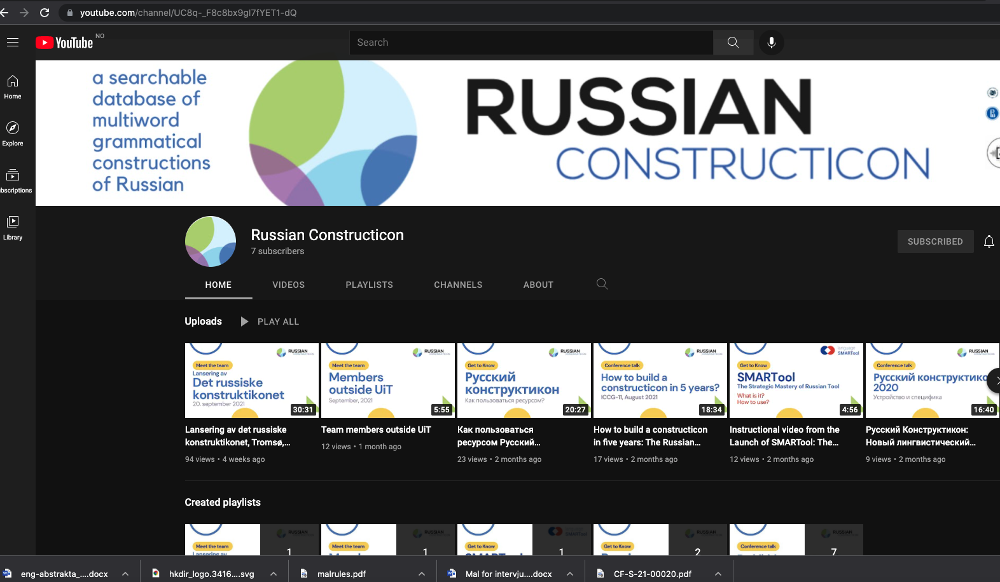 youtube.com/channel/UC8q-_F8c8bx9gl7fYET1-dQ
YouTube NO
Search
Home
Explore
bscriptions
Library
a searchable
database of
multiword
grammatical
constructions
of Russian
RUSSIAN
CONSTRUCTICON
Russian Constructicon
7 subscribers
SUBSCRIBED
HOME VIDEOS PLAYLISTS CHANNELS ABOUT
Uploads PLAY ALL
RUSSIAN
CONSTRUCTICON
Meet the team
Lansering av
Det russiske
konstruktikonet
20. september 2021
30:31
Lansering av det russiske
konstruktikonet, Tromsø,...
94 views • 4 weeks ago
RUSSIAN
CONSTRUCTICON
Meet the team
Members
outside UiT
September, 2021
5:55
Team members outside UiT
12 views • 1 month ago
RUSSIAN
CONSTRUCTICON
Get to Know
Русский
конструктикон
Как пользоваться ресурсом?
20:27
Как пользоваться
ресурсом Русский...
23 views • 2 months ago
RUSSIAN
CONSTRUCTICON
Conference talk
How to build a
constructicon in 5 years?
ICCG-11, August 2021
18:34
How to build a constructicon
in five years: The Russian...
17 views • 2 months ago
language
SMARTool
Get to Know
SMARTool
The Strategic Mastery of Russian Tool
What is it?
How to use?
4:56
Instructional video from the
Launch of SMARTool: The...
12 views • 2 months ago
RUSSIAN
CONSTRUCTICON
Conference talk
Русский конструктико
2020
Устройство и специфика
16:40
Русский Конструктикон:
Новый лингвистический...
9 views • 2 months ago
Created playlists
Meet the team
Lansering av
RUSSIAN
1
Meet the team
RUSSIAN
1
Get to Know
SMARTool
1
Get to Know
RUSSIAN
2
Conference talk
RUSSIAN
7
eng-abstrakta_....docx
hkdir_logo.3416....svg
malrules.pdf
Mal for intervju....docx
CF-S-21-00020.pdf